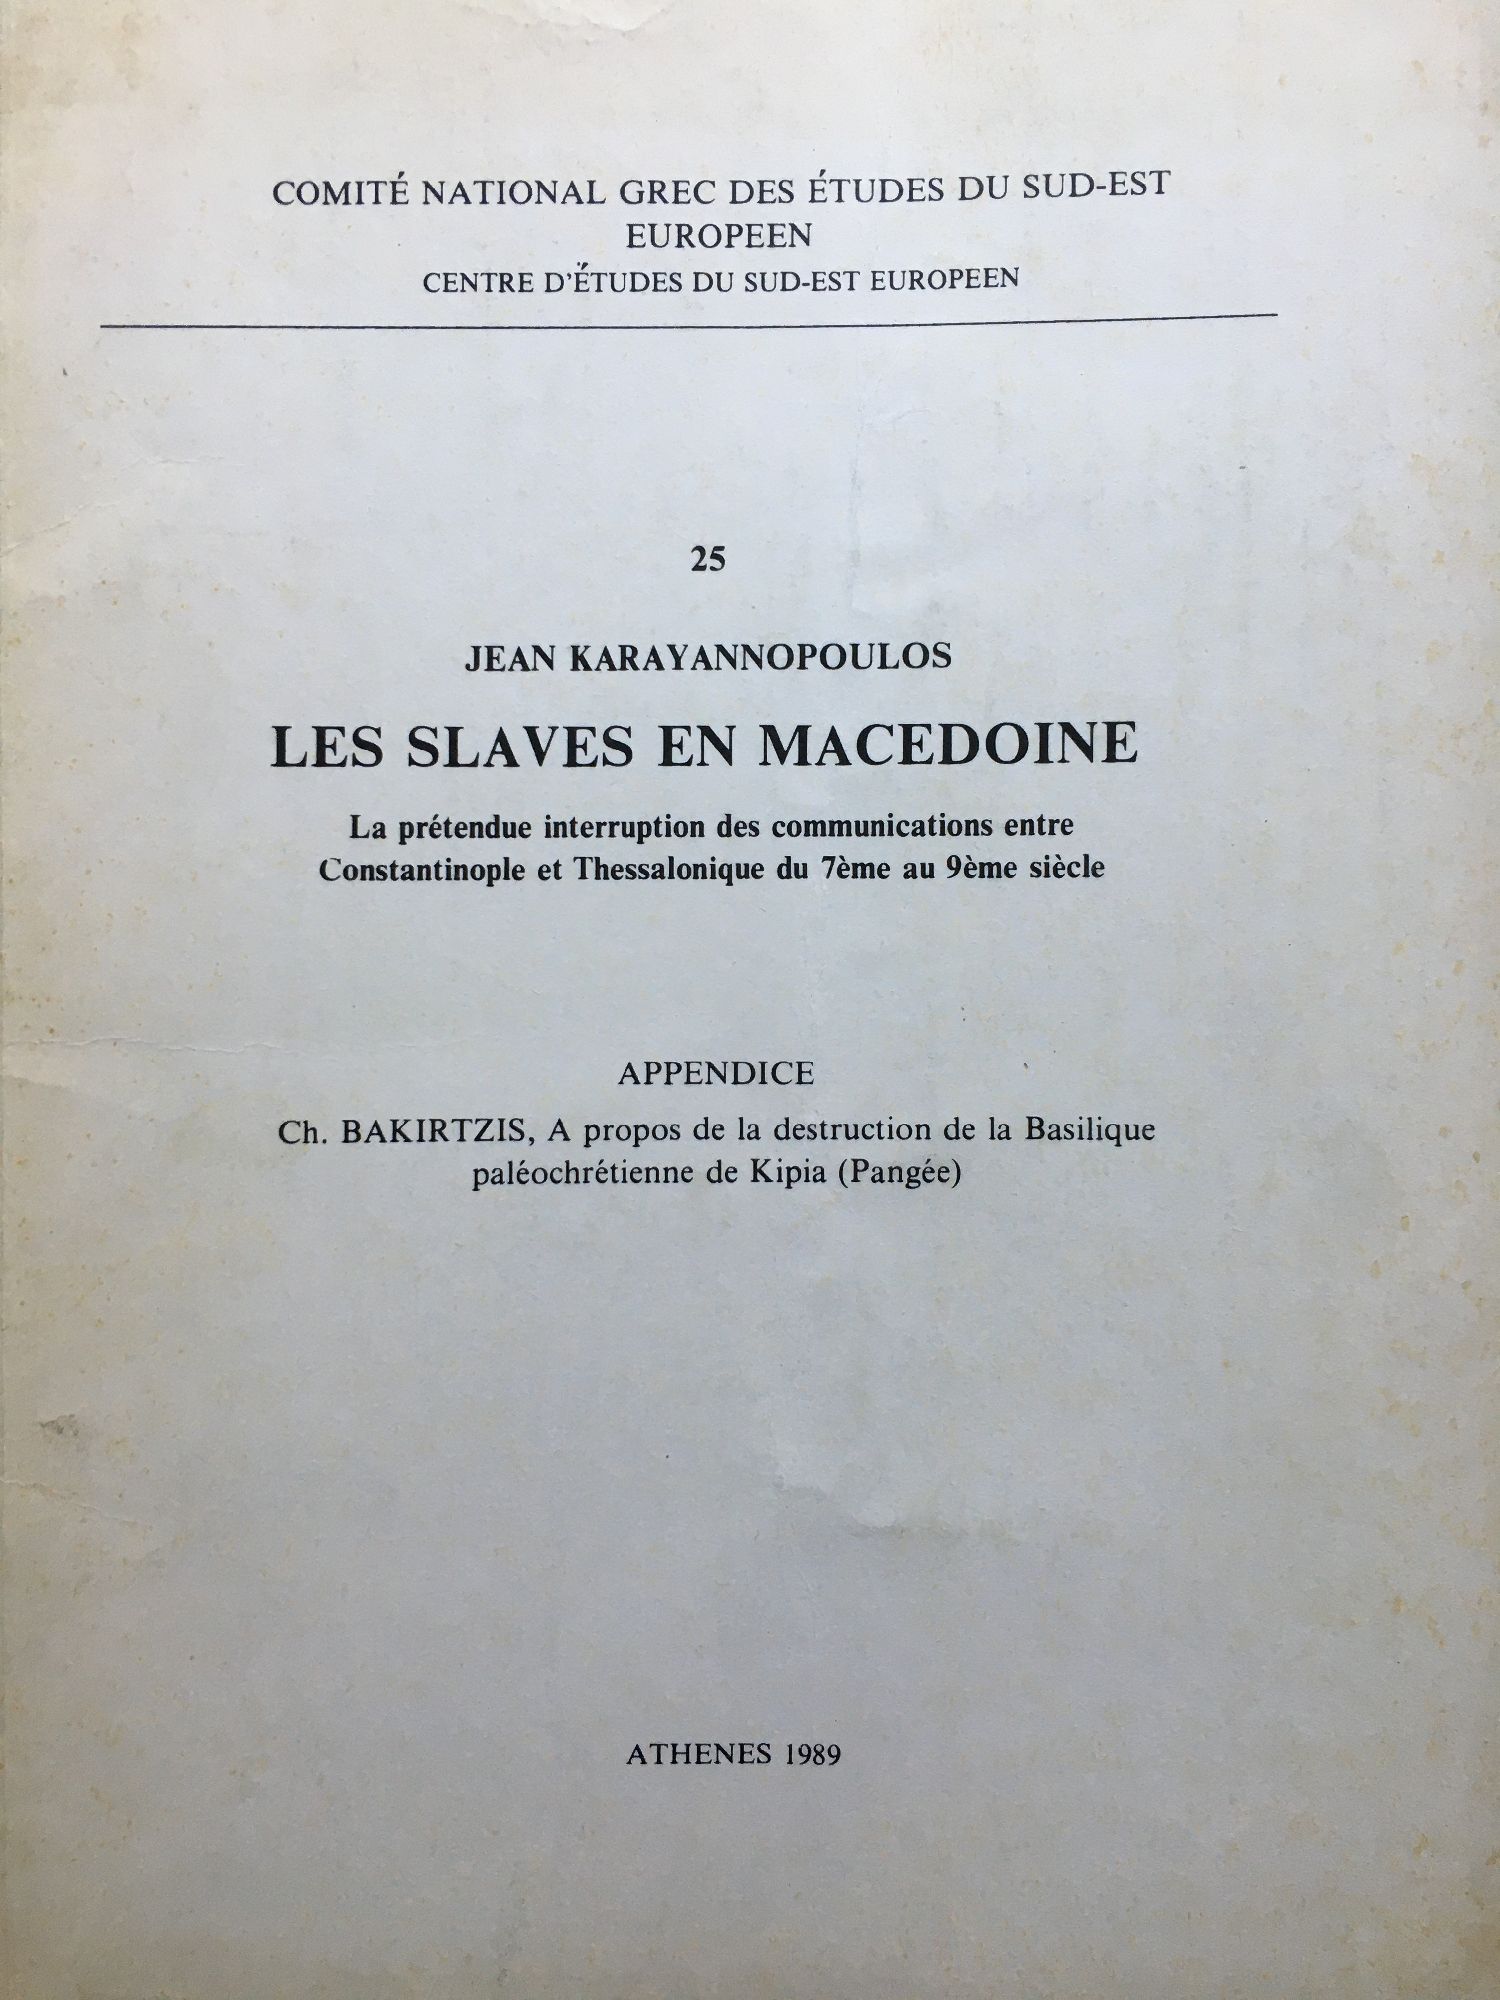 COMITÉ NATIONAL GREC DES ÉTUDES DU SUD-EST
EUROPEEN
CENTRE D'ÉTUDES DU SUD-EST EUROPEEN
25
JEAN KARAYANNOPOULOS
LES SLAVES EN MACEDOINE
La prétendue interruption des communications entre
Constantinople et Thessalonique du 7ème au 9ème siècle
APPENDICE
Ch. BAKIRTZIS, A propos de la destruction de la Basilique
paléochrétienne de Kipia (Pangée)
ATHENES 1989